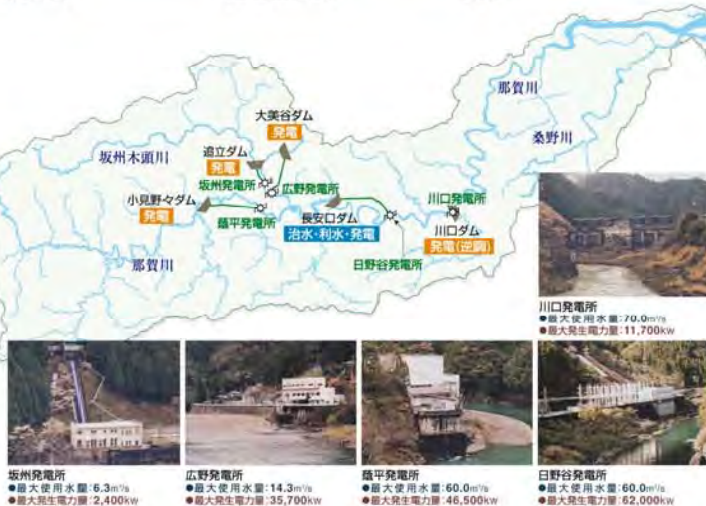 那賀川
桑野川
大美谷ダム
発電
追立ダム
発電
坂州木頭川
坂州発電所
広野発電所
小見野々ダム
発電
蔭平発電所
長安口ダム
治水・利水・発電
川口発電所
川口ダム
発電(逆調)
那賀川
日野谷発電所
川口発電所
●最大使用水量:70.0m³/s
●最大発生電力量:11,700kw
坂州発電所
●最大使用水量:6.3m³/s
●最大発生電力量:2,400kw
広野発電所
●最大使用水量:14.3m³/s
●最大発生電力量:35,700kw
蔭平発電所
●最大使用水量:60.0m³/s
●最大発生電力量:46,500kw
日野谷発電所
●最大使用水量:60.0m³/s
●最大発生電力量:62,000kw